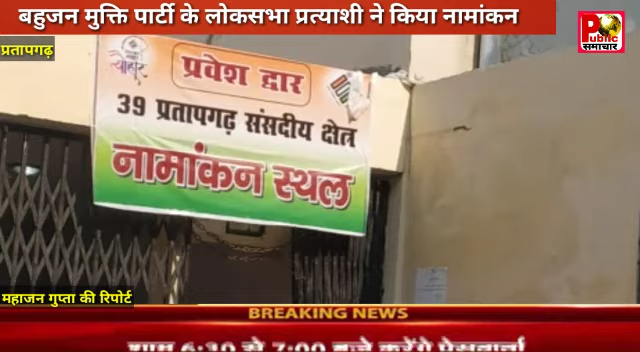 बहुजन मुक्ति पार्टी के लोकसभा प्रत्याशी ने किया नामांकन
Public
समाचार
प्रतापगढ़
प्रवेश द्वार
39 प्रतापगढ़ संसदीय क्षेत्र
नामांकन स्थल
महाजन गुप्ता की रिपोर्ट
BREAKING NEWS